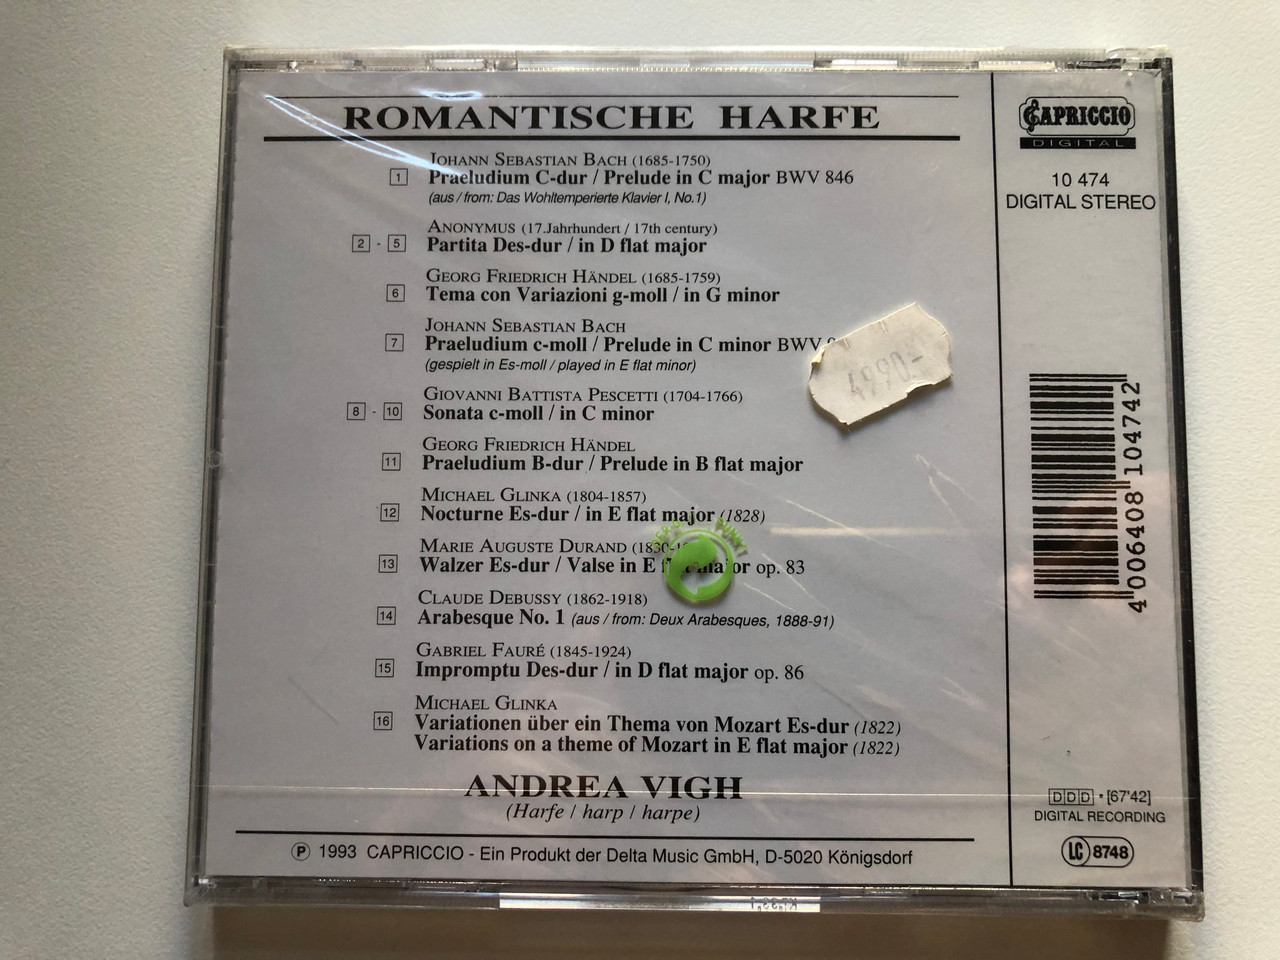 ROMANTISCHE HARFE
JOHANN SEBASTIAN BACH (1685-1750)
1 Praeludium C-dur / Prelude in C major BWV 846
(aus / from: Das Wohltemperierte Klavier I, No.1)
ANONYMUS (17.Jahrhundert / 17th century)
2 - 5 Partita Des-dur / in D flat major
GEORG FRIEDRICH HÄNDEL (1685-1759)
6 Tema con Variazioni g-moll / in G minor
JOHANN SEBASTIAN BACH
7 Praeludium c-moll / Prelude in C minor BWV
(gespielt in Es-moll / played in E flat minor)
GIOVANNI BATTISTA PESCETTI (1704-1766)
8 - 10 Sonata c-moll / in C minor
GEORG FRIEDRICH HÄNDEL
11 Praeludium B-dur / Prelude in B flat major
MICHAEL GLINKA (1804-1857)
12 Nocturne Es-dur / in E flat major (1828)
MARIE AUGUSTE DURAND (1830-
13 Walzer Es-dur / Valse in E flat major op. 83
CLAUDE DEBUSSY (1862-1918)
14 Arabesque No. 1 (aus / from: Deux Arabesques, 1888-91)
GABRIEL FAURÉ (1845-1924)
15 Impromptu Des-dur / in D flat major op. 86
MICHAEL GLINKA
16 Variationen über ein Thema von Mozart Es-dur (1822)
Variations on a theme of Mozart in E flat major (1822)
ANDREA VIGH
(Harfe / harp / harpe)
℗ 1993 CAPRICCIO - Ein Produkt der Delta Music GmbH, D-5020 Königsdorf
4990.-
PUNKT
CAPRICCIO
DIGITAL
10 474
DIGITAL STEREO
4 006408 104742
DDD • [67'42]
DIGITAL RECORDING
LC 8748